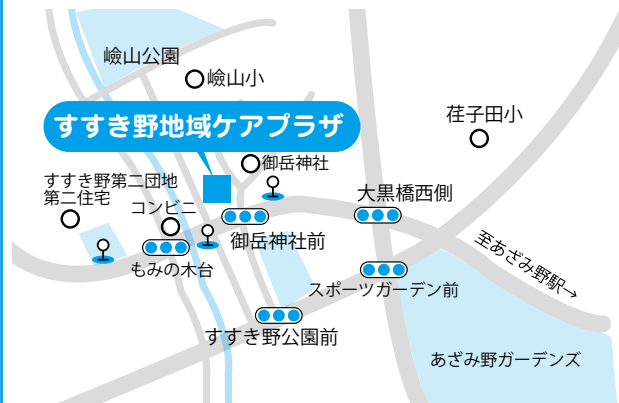 嶮山公園
嶮山小
すすき野地域ケアプラザ
荏子田小
御岳神社
すすき野第二団地
第二住宅
コンビニ
大黒橋西側
御岳神社前
もみの木台
至あざみ野駅→
スポーツガーデン前
すすき野公園前
あざみ野ガーデンズ